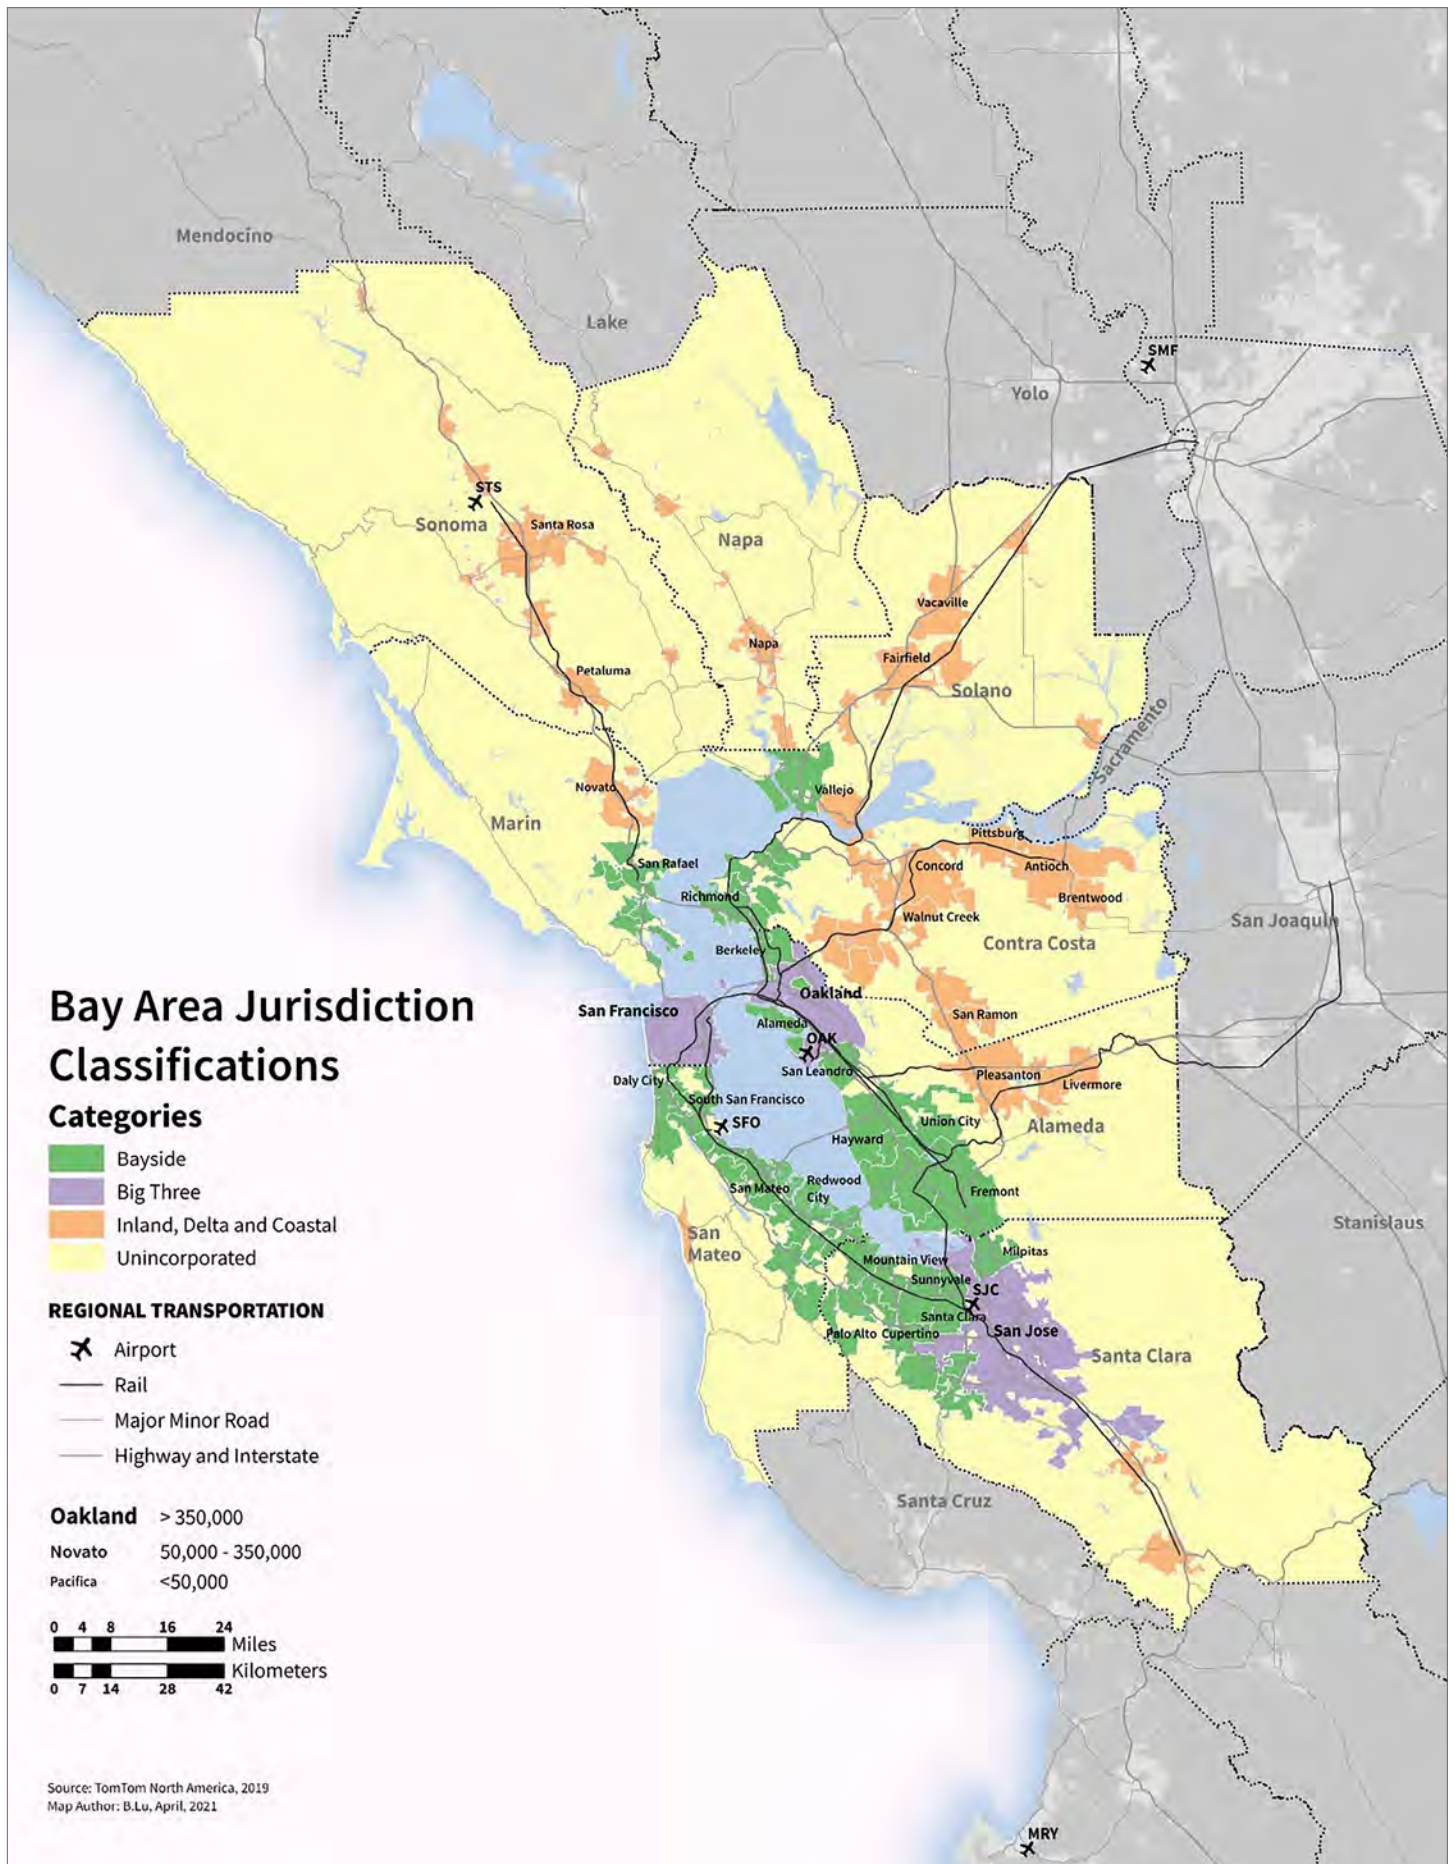 Mendocino
Lake
SMF
Yolo
STS
Sonoma
Santa Rosa
Napa
Vacaville
Napa
Fairfield
Petaluma
Solano
Sacramento
Novato
Vallejo
Marin
Pittsburg
San Rafael
Concord
Antioch
Richmond
Brentwood
Walnut Creek
San Joaquin
Contra Costa
Berkeley
Oakland
San Francisco
San Ramon
Alameda
OAK
San Leandro
Pleasanton
Daly City
Livermore
South San Francisco
SFO
Union City
Alameda
Hayward
Redwood
City
San Mateo
Fremont
San
Mateo
Stanislaus
Milpitas
Mountain View
Sunnyvale
SJC
Santa Clara
San Jose
Palo Alto
Cupertino
Santa Clara
Santa Cruz
MRY
Bay Area Jurisdiction
Classifications
Categories
Bayside
Big Three
Inland, Delta and Coastal
Unincorporated
REGIONAL TRANSPORTATION
Airport
Rail
Major Minor Road
Highway and Interstate
Oakland > 350,000
Novato 50,000 - 350,000
Pacifica <50,000
0 4 8 16 24
Miles
Kilometers
0 7 14 28 42
Source: TomTom North America, 2019
Map Author: B.Lu, April, 2021